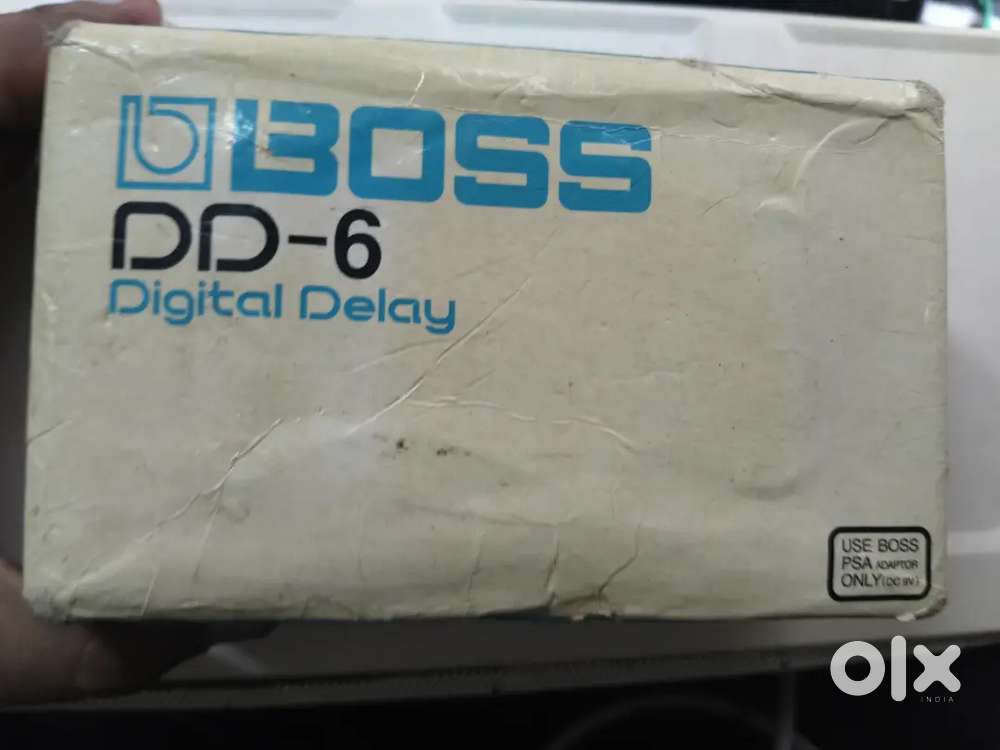 BOSS
DD-6
Digital Delay
USE BOSS
PSA ADAPTOR
ONLY(DC 9V)
olx
INDIA